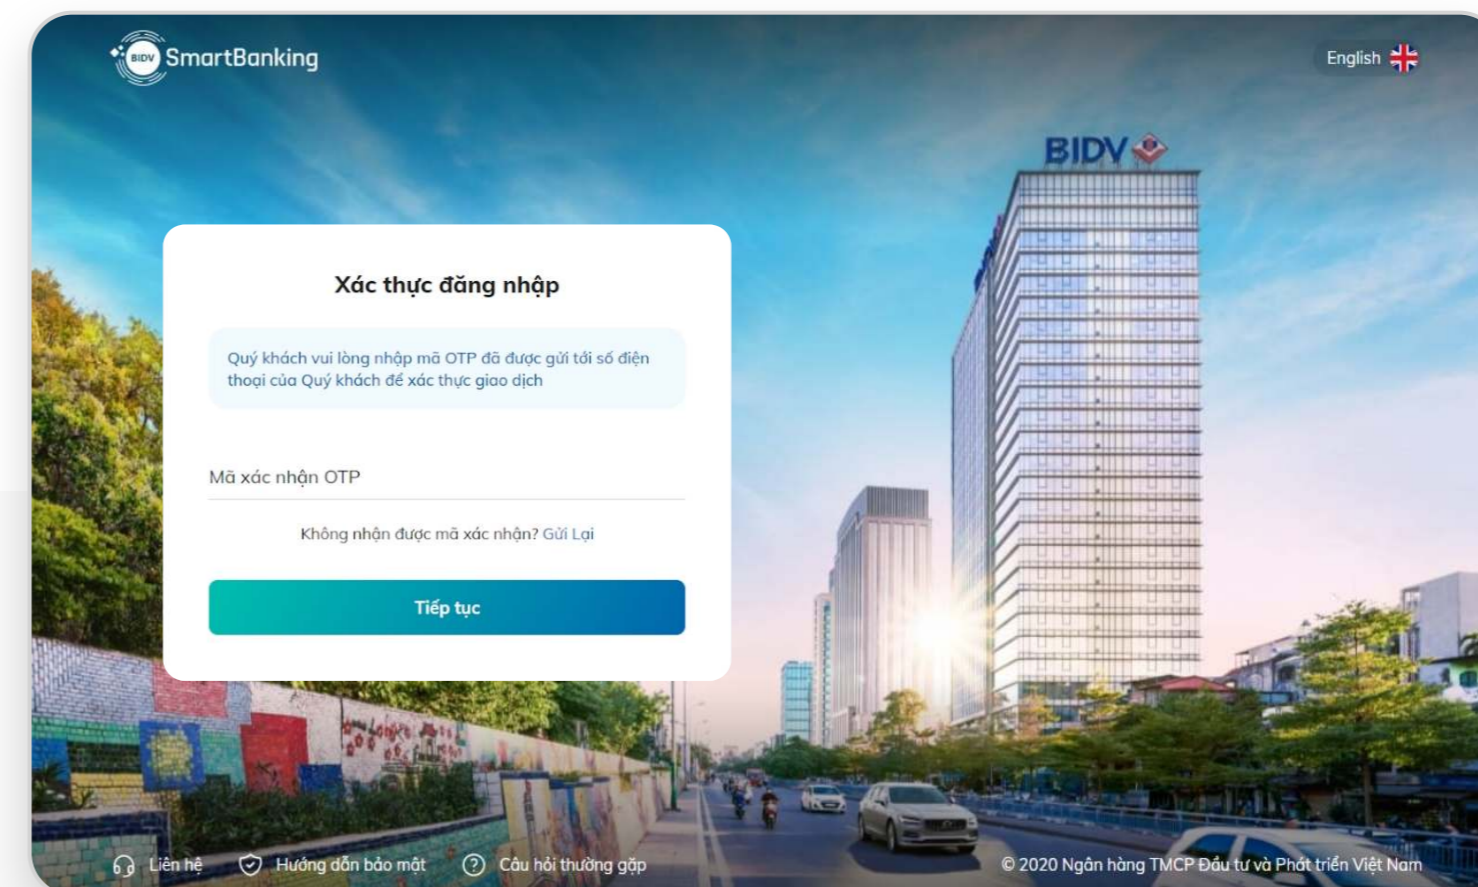 BIDV SmartBanking
English
BIDV
Xác thực đăng nhập
Quý khách vui lòng nhập mã OTP đã được gửi tới số điện
thoại của Quý khách để xác thực giao dịch
Mã xác nhận OTP
Không nhận được mã xác nhận? Gửi Lại
Tiếp tục
Liên hệ Hướng dẫn bảo mật Câu hỏi thường gặp
© 2020 Ngân hàng TMCP Đầu tư và Phát triển Việt Nam